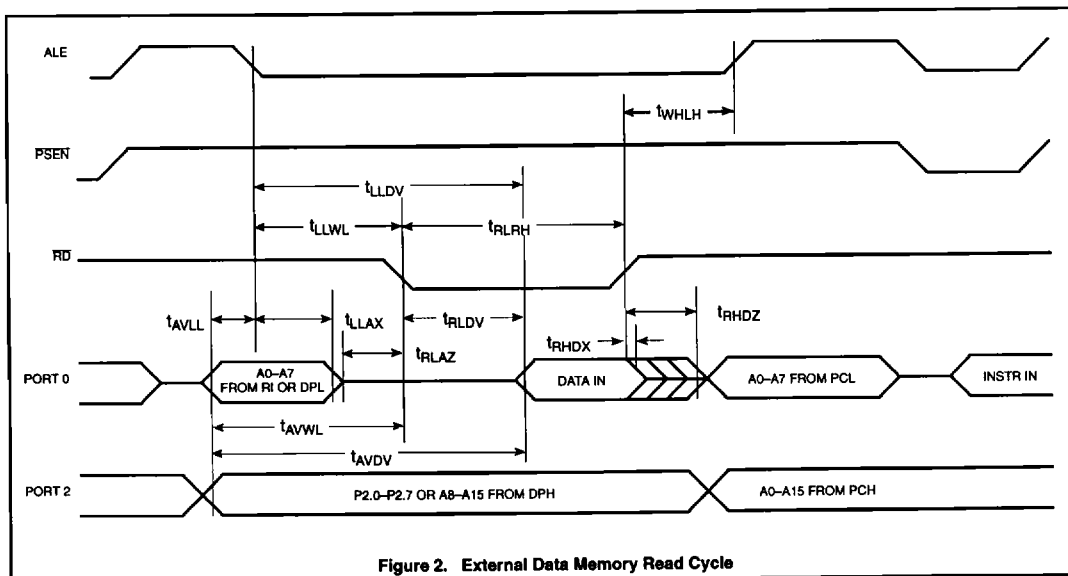 ALE
tWHLH
PSEN
tLLDV
tLLWL
tRLRH
RD
tAVLL
tLLAX
tRLDV
tRHDZ
tRLAZ
tRHDX
PORT 0
A0–A7
FROM RI OR DPL
DATA IN
A0–A7 FROM PCL
INSTR IN
tAVWL
tAVDV
PORT 2
P2.0–P2.7 OR A8–A15 FROM DPH
A0–A15 FROM PCH
Figure 2. External Data Memory Read Cycle